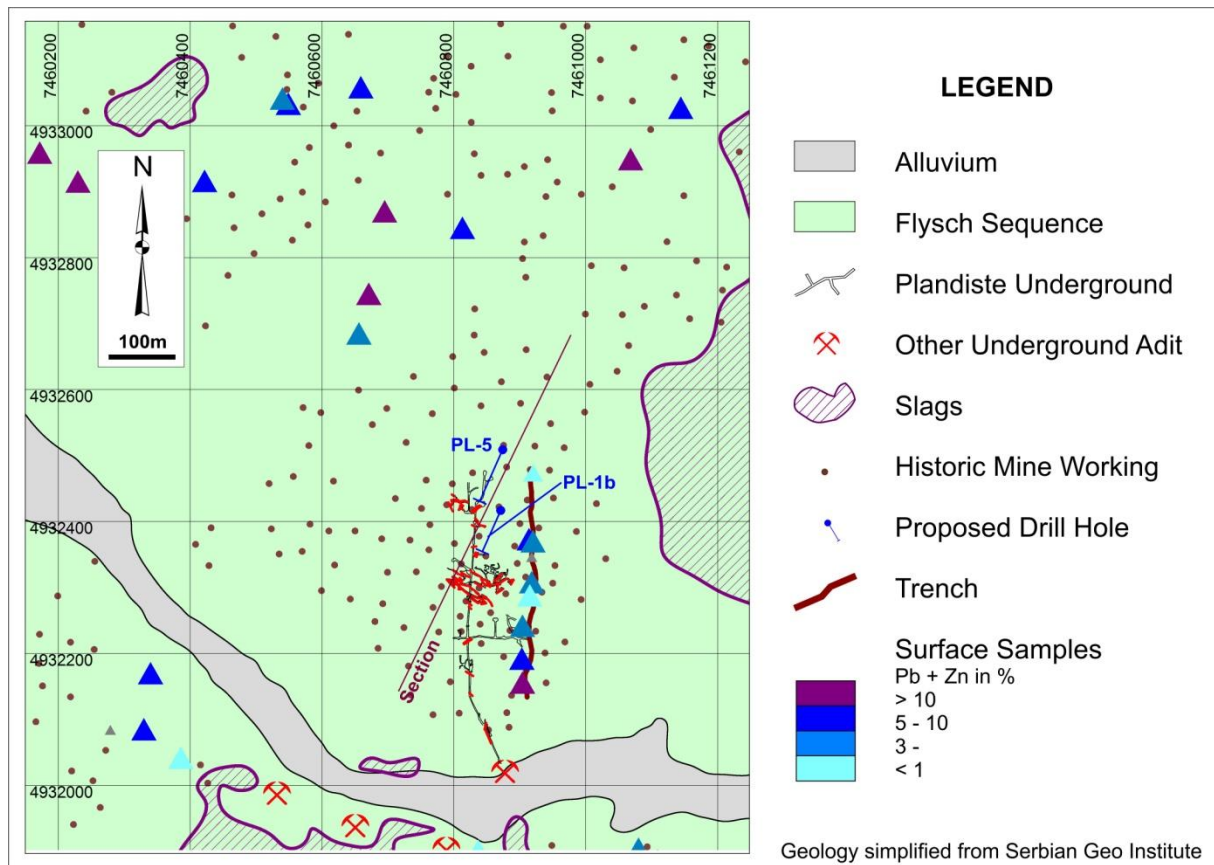 7460200
7460400
7460600
7460800
7461000
7461200
4933000
4932800
4932600
4932400
4932200
4932000
N
100m
PL-5
PL-1b
Section
LEGEND
Alluvium
Flysch Sequence
Plandiste Underground
Other Underground Adit
Slags
Historic Mine Working
Proposed Drill Hole
Trench
Surface Samples
Pb + Zn in %
> 10
5 - 10
3 -
< 1
Geology simplified from Serbian Geo Institute